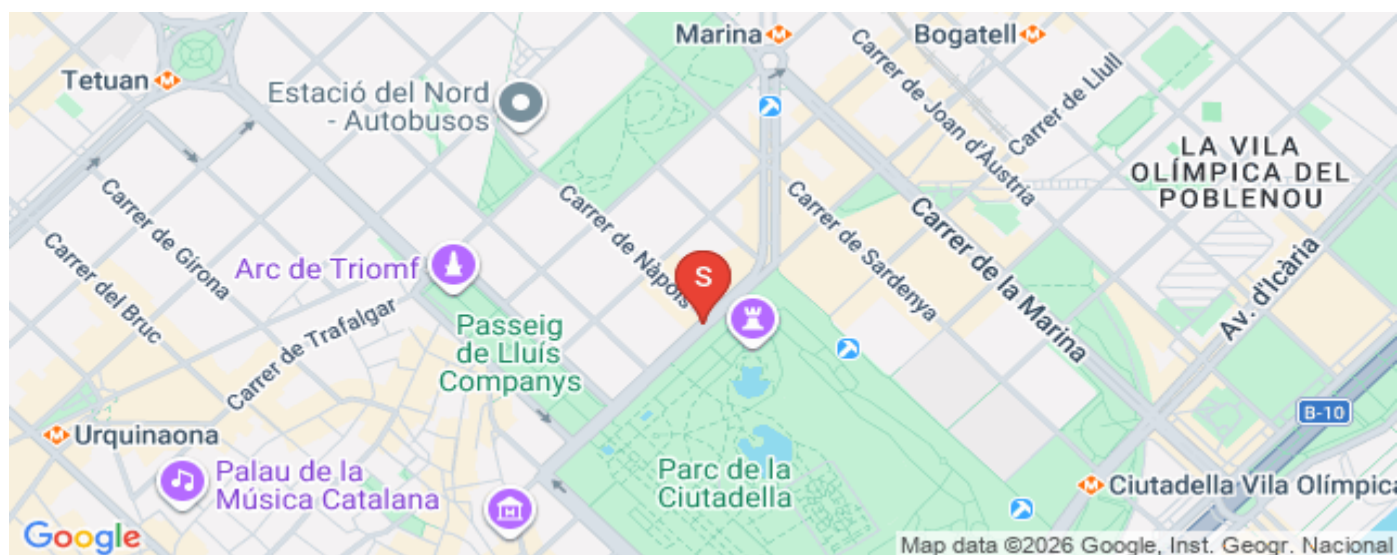 Marina
Bogatell
Tetuan
Estació del Nord
- Autobusos
Carrer de Joan d'Àustria
Carrer de Llull
LA VILA
OLÍMPICA DEL
POBLENOU
Carrer de Girona
Carrer del Bruc
Carrer de Nàpols
Carrer de Sardenya
Carrer de la Marina
Av. d'Icària
Arc de Triomf
S
Carrer de Trafalgar
Passeig
de Lluís
Companys
B-10
Urquinaona
Palau de la
Música Catalana
Parc de la
Ciutadella
Ciutadella Vila Olímpica
Google
Map data ©2026 Google, Inst. Geogr. Nacional